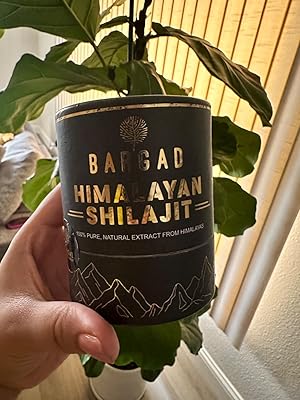 BARGAD
HIMALAYAN
SHILAJIT
100% PURE, NATURAL EXTRACT FROM HIMALAYAS